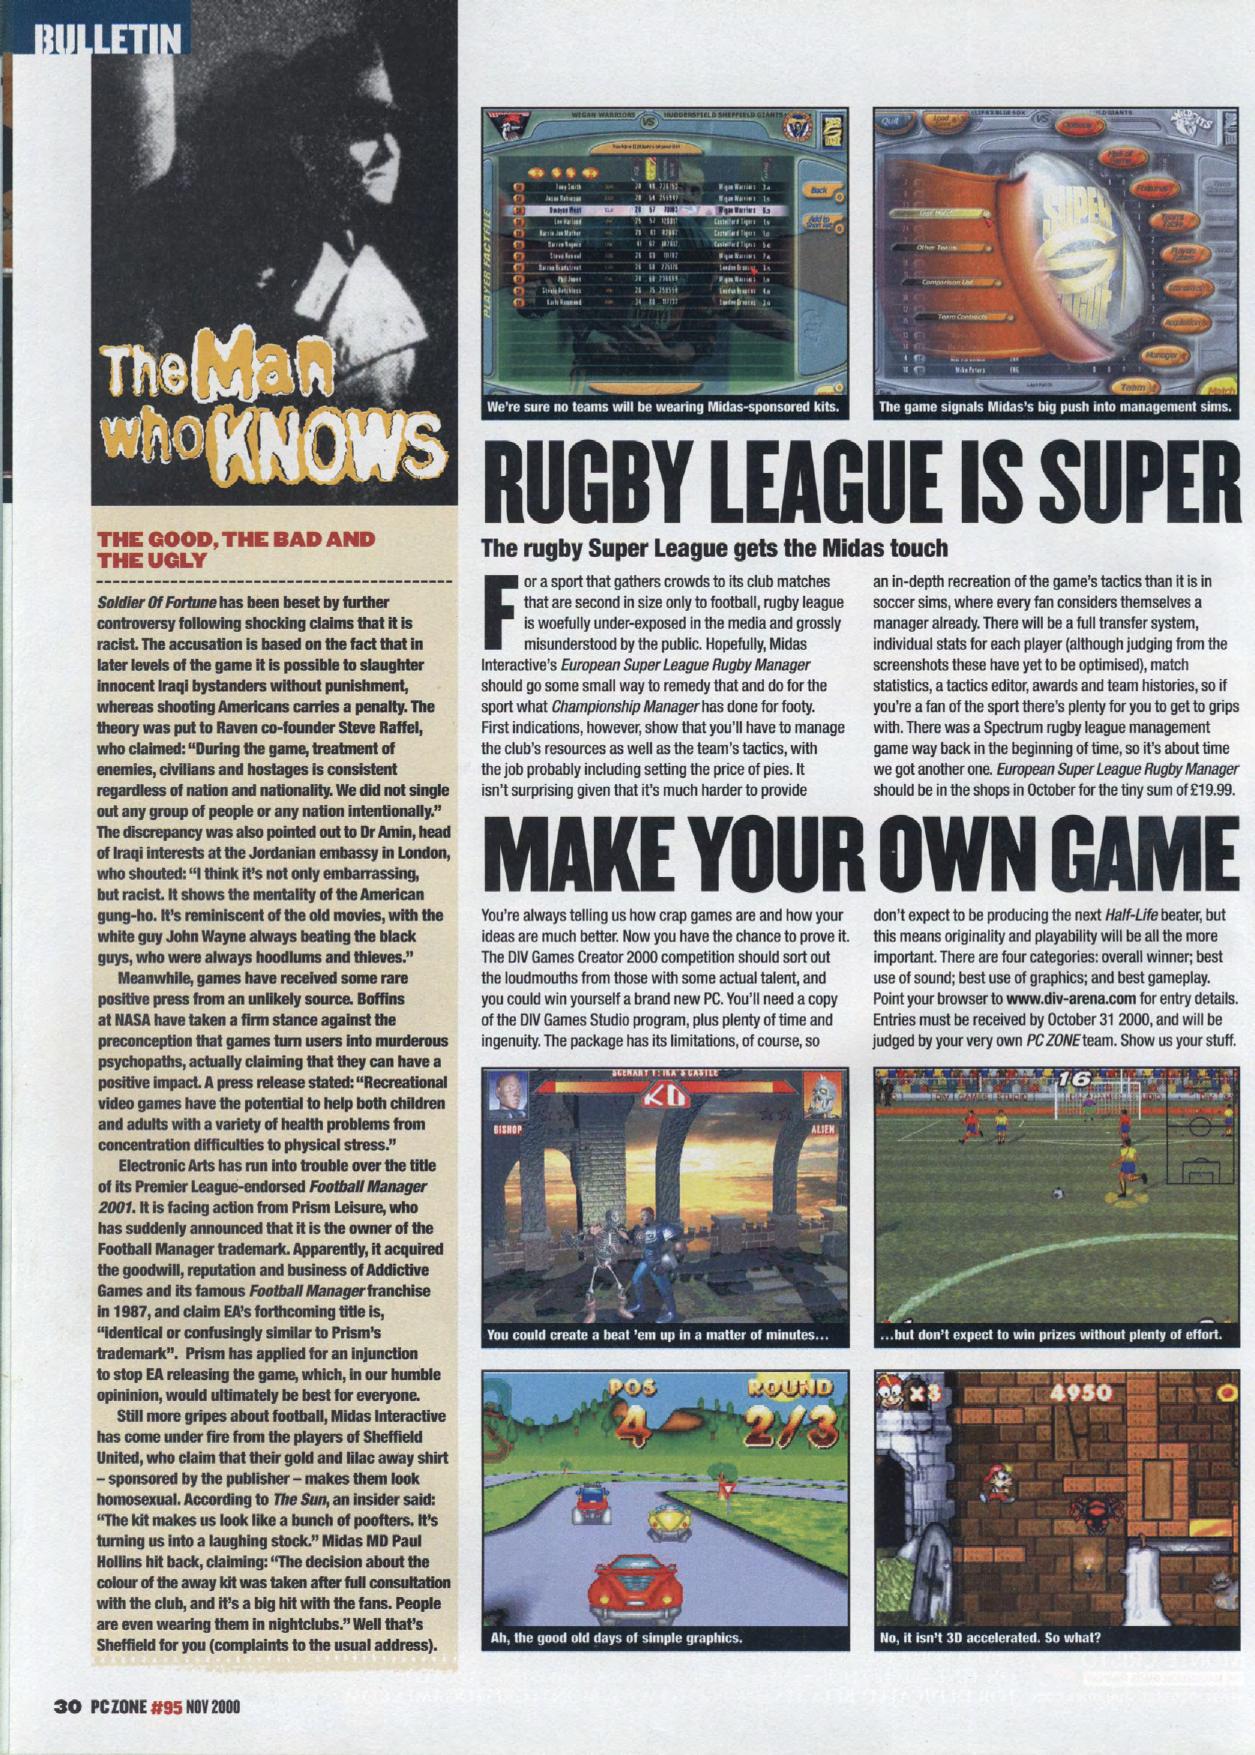 BULLETIN
The Man
who KNOWS
THE GOOD, THE BAD AND
THE UGLY
Soldier Of Fortune has been beset by further
controversy following shocking claims that it is
racist. The accusation is based on the fact that in
later levels of the game it is possible to slaughter
innocent Iraqi bystanders without punishment,
whereas shooting Americans carries a penalty. The
theory was put to Raven co-founder Steve Raffel,
who claimed: “During the game, treatment of
enemies, civilians and hostages is consistent
regardless of nation and nationality. We did not single
out any group of people or any nation intentionally.”
The discrepancy was also pointed out to Dr Amin, head
of Iraqi interests at the Jordanian embassy in London,
who shouted: “I think it's not only embarrassing,
but racist. It shows the mentality of the American
gung-ho. It's reminiscent of the old movies, with the
white guy John Wayne always beating the black
guys, who were always hoodlums and thieves.”
Meanwhile, games have received some rare
positive press from an unlikely source. Boffins
at NASA have taken a firm stance against the
preconception that games turn users into murderous
psychopaths, actually claiming that they can have a
positive impact. A press release stated: “Recreational
video games have the potential to help both children
and adults with a variety of health problems from
concentration difficulties to physical stress.”
Electronic Arts has run into trouble over the title
of its Premier League-endorsed Football Manager
2001. It is facing action from Prism Leisure, who
has suddenly announced that it is the owner of the
Football Manager trademark. Apparently, it acquired
the goodwill, reputation and business of Addictive
Games and its famous Football Manager franchise
in 1987, and claim EA's forthcoming title is,
“identical or confusingly similar to Prism's
trademark”. Prism has applied for an injunction
to stop EA releasing the game, which, in our humble
opininion, would ultimately be best for everyone.
Still more gripes about football, Midas Interactive
has come under fire from the players of Sheffield
United, who claim that their gold and lilac away shirt
– sponsored by the publisher – makes them look
homosexual. According to The Sun, an insider said:
“The kit makes us look like a bunch of poofters. It's
turning us into a laughing stock.” Midas MD Paul
Hollins hit back, claiming: “The decision about the
colour of the away kit was taken after full consultation
with the club, and it's a big hit with the fans. People
are even wearing them in nightclubs.” Well that's
Sheffield for you (complaints to the usual address).
WIGAN WARRIORS VS HUDDERSFIELD SHEFFIELD GIANTS
PLAYER FACTFILE
Back
Tony Smith
Wigan Warriors
We're sure no teams will be wearing Midas-sponsored kits.
Quit
VS
SUPER
LEAGUE
Other Teams
Comparison List
Team Contracts
Manager
Team
Match
The game signals Midas's big push into management sims.
RUGBY LEAGUE IS SUPER
The rugby Super League gets the Midas touch
For a sport that gathers crowds to its club matches
that are second in size only to football, rugby league
is woefully under-exposed in the media and grossly
misunderstood by the public. Hopefully, Midas
Interactive's European Super League Rugby Manager
should go some small way to remedy that and do for the
sport what Championship Manager has done for footy.
First indications, however, show that you'll have to manage
the club's resources as well as the team's tactics, with
the job probably including setting the price of pies. It
isn't surprising given that it's much harder to provide
an in-depth recreation of the game's tactics than it is in
soccer sims, where every fan considers themselves a
manager already. There will be a full transfer system,
individual stats for each player (although judging from the
screenshots these have yet to be optimised), match
statistics, a tactics editor, awards and team histories, so if
you're a fan of the sport there's plenty for you to get to grips
with. There was a Spectrum rugby league management
game way back in the beginning of time, so it's about time
we got another one. European Super League Rugby Manager
should be in the shops in October for the tiny sum of £19.99.
MAKE YOUR OWN GAME
You're always telling us how crap games are and how your
ideas are much better. Now you have the chance to prove it.
The DIV Games Creator 2000 competition should sort out
the loudmouths from those with some actual talent, and
you could win yourself a brand new PC. You'll need a copy
of the DIV Games Studio program, plus plenty of time and
ingenuity. The package has its limitations, of course, so
don't expect to be producing the next Half-Life beater, but
this means originality and playability will be all the more
important. There are four categories: overall winner; best
use of sound; best use of graphics; and best gameplay.
Point your browser to www.div-arena.com for entry details.
Entries must be received by October 31 2000, and will be
judged by your very own PC ZONE team. Show us your stuff.
KO
BISHOP
ALIEN
You could create a beat 'em up in a matter of minutes...
16
DIV GAMES STUDIO
...but don't expect to win prizes without plenty of effort.
POS
4
ROUND
2/3
Ah, the good old days of simple graphics.
x3
4950
No, it isn't 3D accelerated. So what?
30 PC ZONE #95 NOV 2000